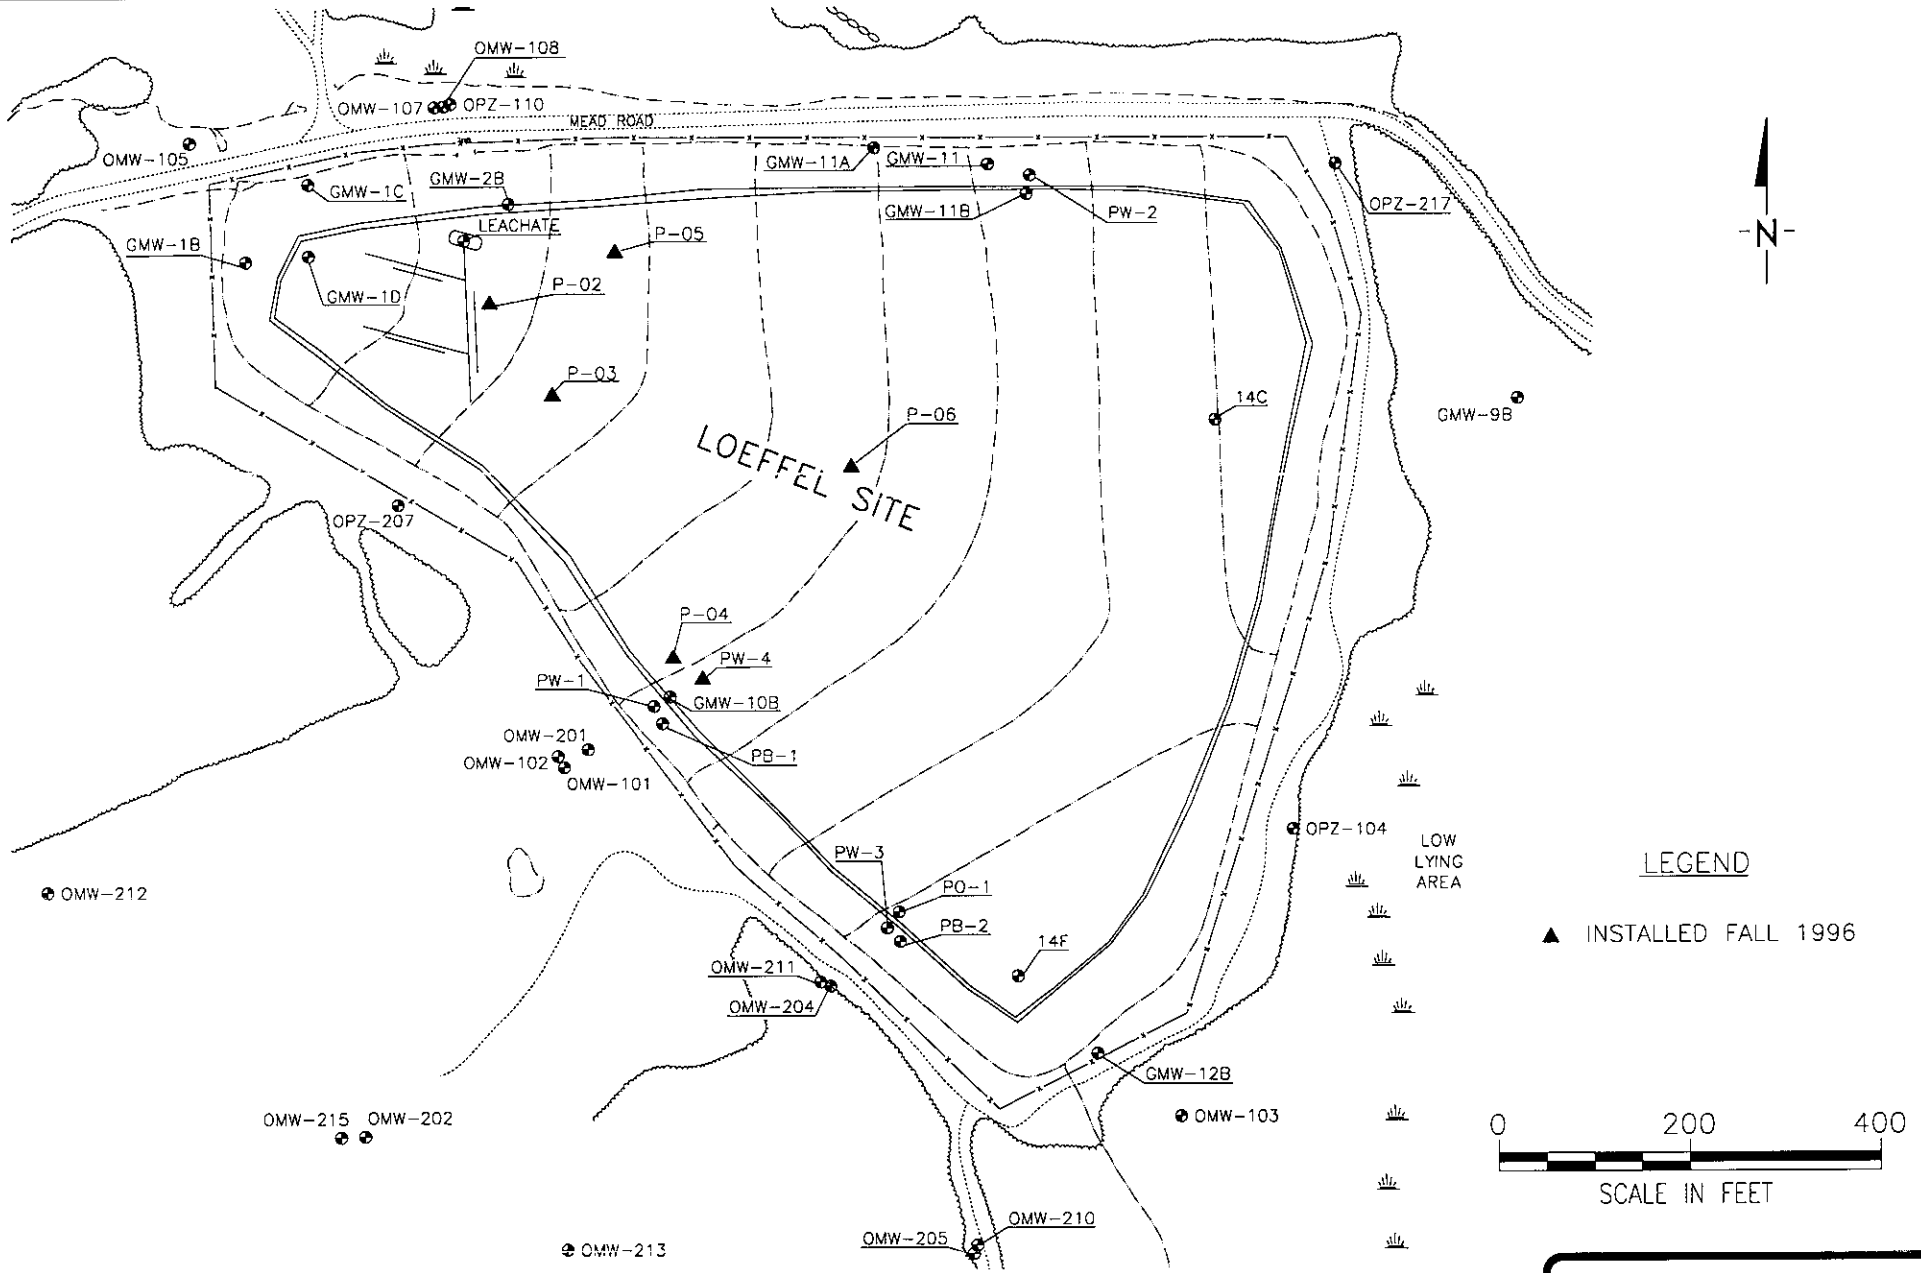 OMW-108
OMW-107
OPZ-110
MEAD ROAD
OMW-105
GMW-11A
GMW-11
GMW-1C
GMW-2B
GMW-11B
PW-2
OPZ-217
-N-
LEACHATE
GMW-1B
P-05
GMW-1D
P-02
P-03
14C
P-06
GMW-9B
LOEFFEL SITE
OPZ-207
P-04
PW-4
PW-1
GMW-10B
OMW-201
PB-1
OMW-102
OMW-101
OPZ-104
LOW
LYING
AREA
PW-3
LEGEND
PO-1
OMW-212
PB-2
▲ INSTALLED FALL 1996
14F
OMW-211
OMW-204
GMW-12B
OMW-215
OMW-202
OMW-103
0 200 400
SCALE IN FEET
OMW-210
OMW-205
OMW-213